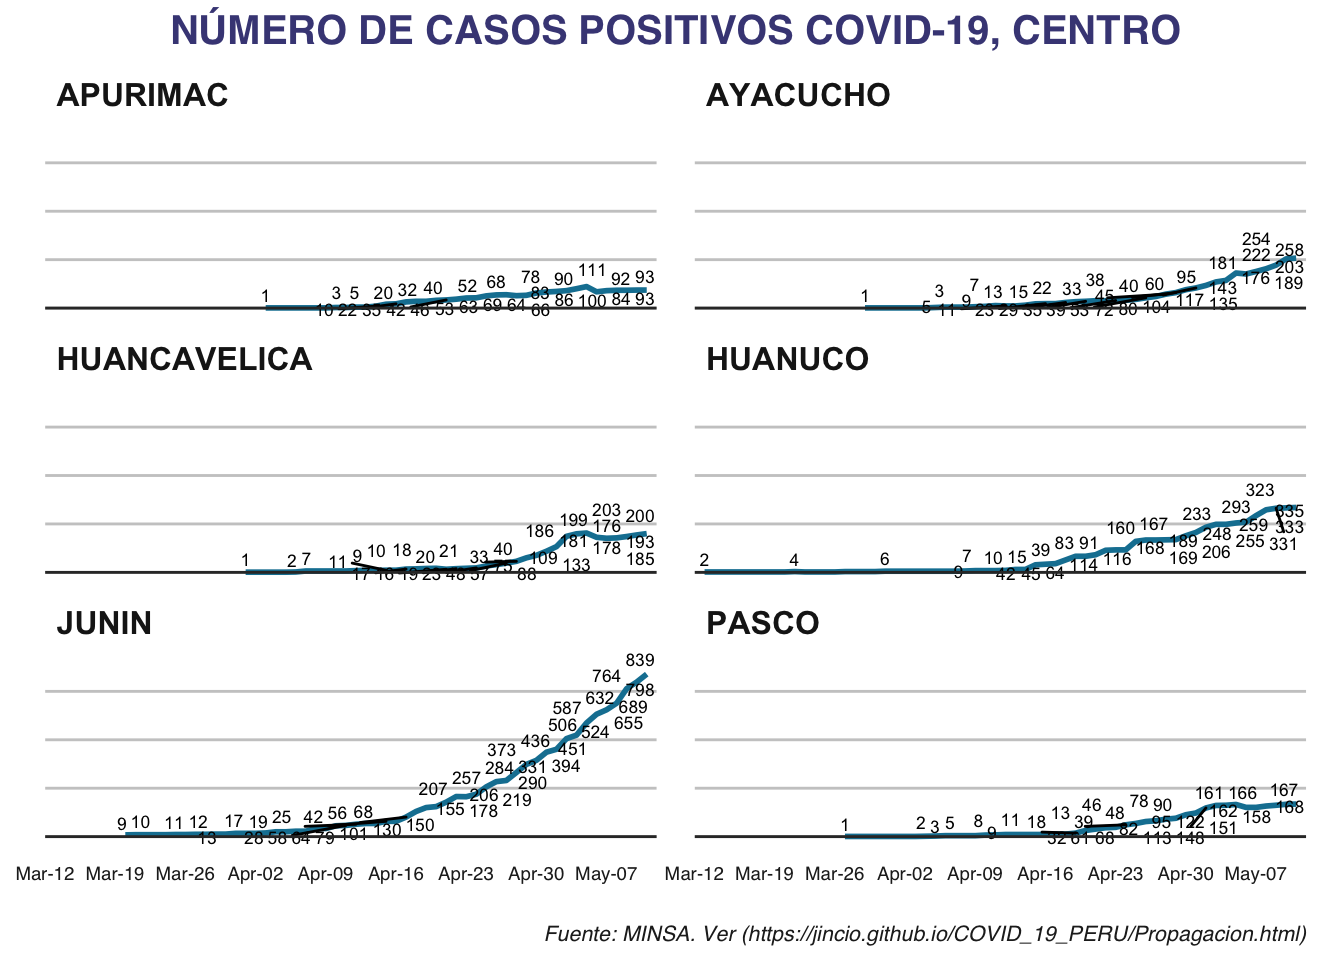 NÚMERO DE CASOS POSITIVOS COVID-19, CENTRO
APURIMAC
1 3 5 20 32 40 52 68 78 90 111 92 93
10 22 35 42 46 53 63 69 64 83 66 86 100 84 93
AYACUCHO
1 3 7 13 15 22 33 38 40 60 95 181 254 222 258 203
5 11 9 23 29 35 39 53 45 72 80 104 117 143 135 176 189
HUANCAVELICA
1 2 7 11 9 10 18 20 21 33 40 186 199 203 176 200
17 16 19 23 48 57 75 88 109 133 181 178 193 185
HUANUCO
2 4 6 7 10 15 39 83 91 160 167 233 293 323 335
9 42 45 64 114 116 168 189 169 248 206 259 255 333 331
JUNIN
9 10 11 12 17 19 25 42 56 68 207 257 373 436 587 632 764 839
13 28 58 64 79 101 130 150 155 206 178 284 219 331 290 506 451 394 524 798 689 655
PASCO
1 2 3 5 8 11 18 13 46 48 78 90 161 166 167
9 32 39 61 68 82 95 113 122 148 162 151 158 168
Mar-12 Mar-19 Mar-26 Apr-02 Apr-09 Apr-16 Apr-23 Apr-30 May-07
Mar-12 Mar-19 Mar-26 Apr-02 Apr-09 Apr-16 Apr-23 Apr-30 May-07
Fuente: MINSA. Ver (https://jincio.github.io/COVID_19_PERU/Propagacion.html)